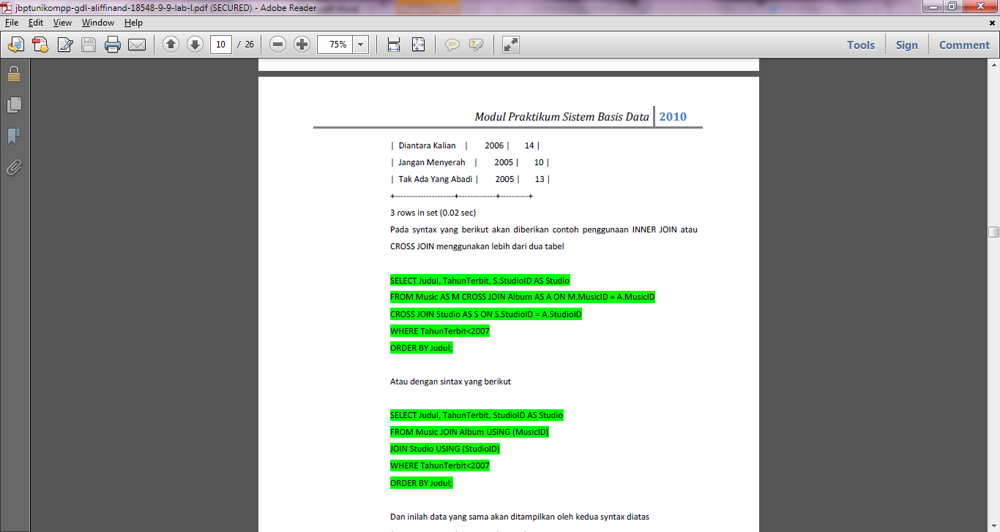 jbptunikompp-gdl-aliffinand-18548-9-9-lab-I.pdf (SECURED) - Adobe Reader
File Edit View Window Help
10 / 26 75% Tools Sign Comment
Modul Praktikum Sistem Basis Data 2010
| Diantara Kalian | 2006 | 14 |
| Jangan Menyerah | 2005 | 10 |
| Tak Ada Yang Abadi | 2005 | 13 |
+---------------------+-------------+----------+
3 rows in set (0.02 sec)
Pada syntax yang berikut akan diberikan contoh penggunaan INNER JOIN atau
CROSS JOIN menggunakan lebih dari dua tabel
SELECT Judul, TahunTerbit, S.StudioID AS Studio
FROM Music AS M CROSS JOIN Album AS A ON M.MusicID = A.MusicID
CROSS JOIN Studio AS S ON S.StudioID = A.StudioID
WHERE TahunTerbit<2007
ORDER BY Judul;
Atau dengan sintax yang berikut
SELECT Judul, TahunTerbit, StudioID AS Studio
FROM Music JOIN Album USING (MusicID)
JOIN Studio USING (StudioID)
WHERE TahunTerbit<2007
ORDER BY Judul;
Dan inilah data yang sama akan ditampilkan oleh kedua syntax diatas